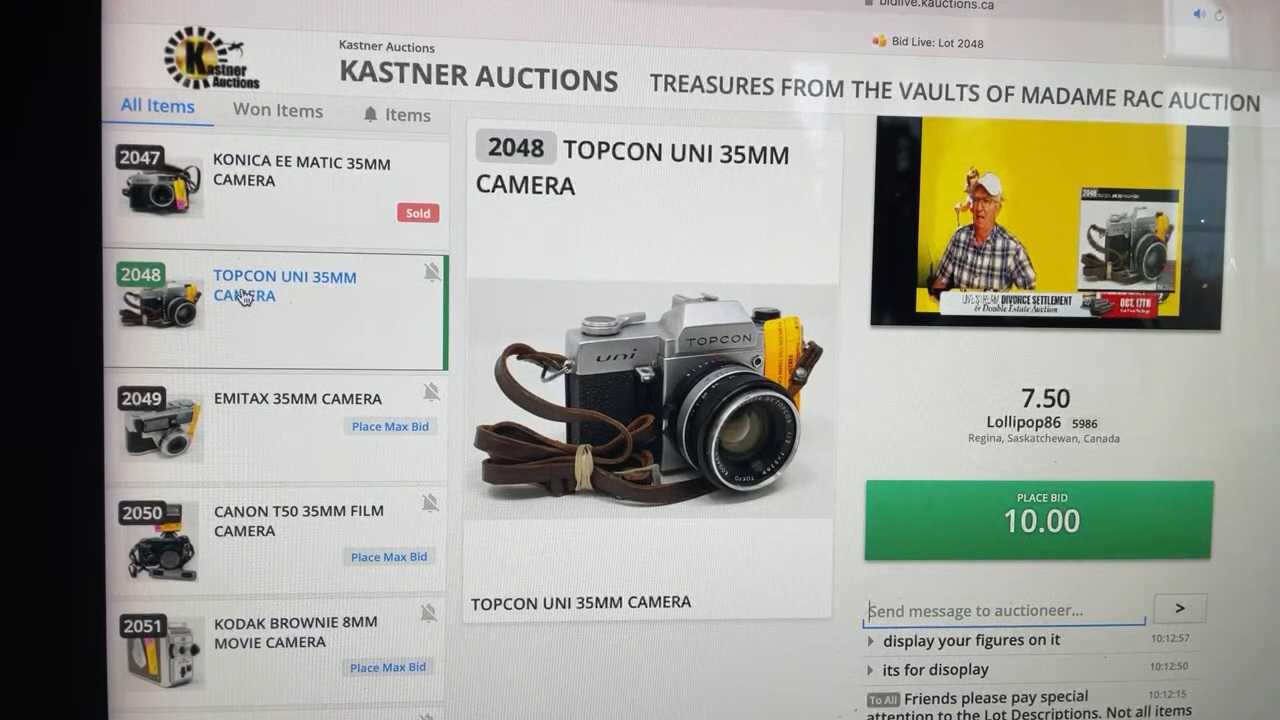 bidlive.kauctions.ca
Bid Live: Lot 2048
Kastner
Auctions
Kastner Auctions
KASTNER AUCTIONS
TREASURES FROM THE VAULTS OF MADAME RAC AUCTION
All Items
Won Items
Items
2047
KONICA EE MATIC 35MM
CAMERA
Sold
2048
TOPCON UNI 35MM
CAMERA
2049
EMITAX 35MM CAMERA
Place Max Bid
2050
CANON T50 35MM FILM
CAMERA
Place Max Bid
2051
KODAK BROWNIE 8MM
MOVIE CAMERA
Place Max Bid
2048 TOPCON UNI 35MM
CAMERA
uni
TOPCON
TOPCON UNI 35MM CAMERA
2048
LIVE STREAM DIVORCE SETTLEMENT
& Double Estate Auction
OCT. 17TH
7.50
Lollipop86 5986
Regina, Saskatchewan, Canada
PLACE BID
10.00
Send message to auctioneer...
>
display your figures on it 10:12:57
its for disoplay 10:12:50
To All Friends please pay special 10:12:15
attention to the Lot Descriptions. Not all items